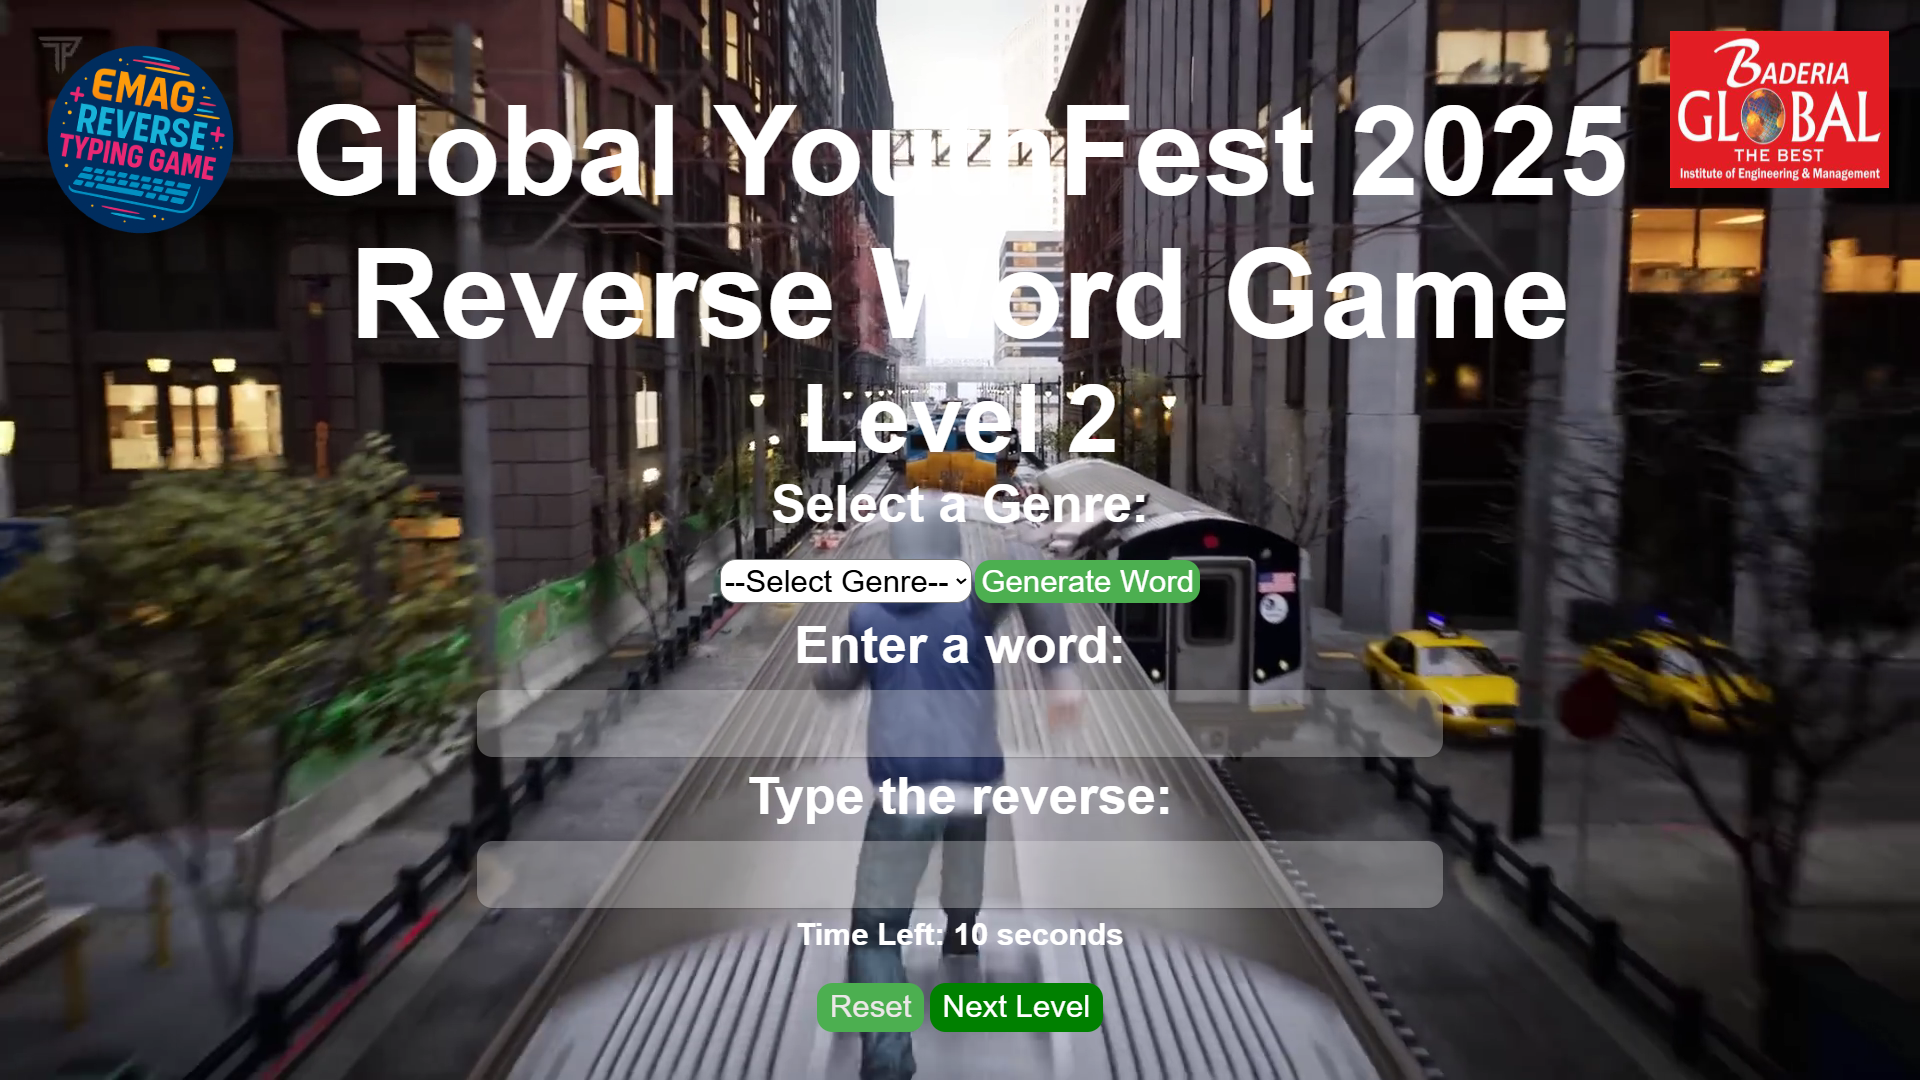 TP
EMAG
REVERSE
TYPING GAME
BADERIA
GLOBAL
THE BEST
Institute of Engineering & Management
Global YouthFest 2025
Reverse Word Game
Level 2
Select a Genre:
--Select Genre-- Generate Word
Enter a word:
Type the reverse:
Time Left: 10 seconds
Reset Next Level